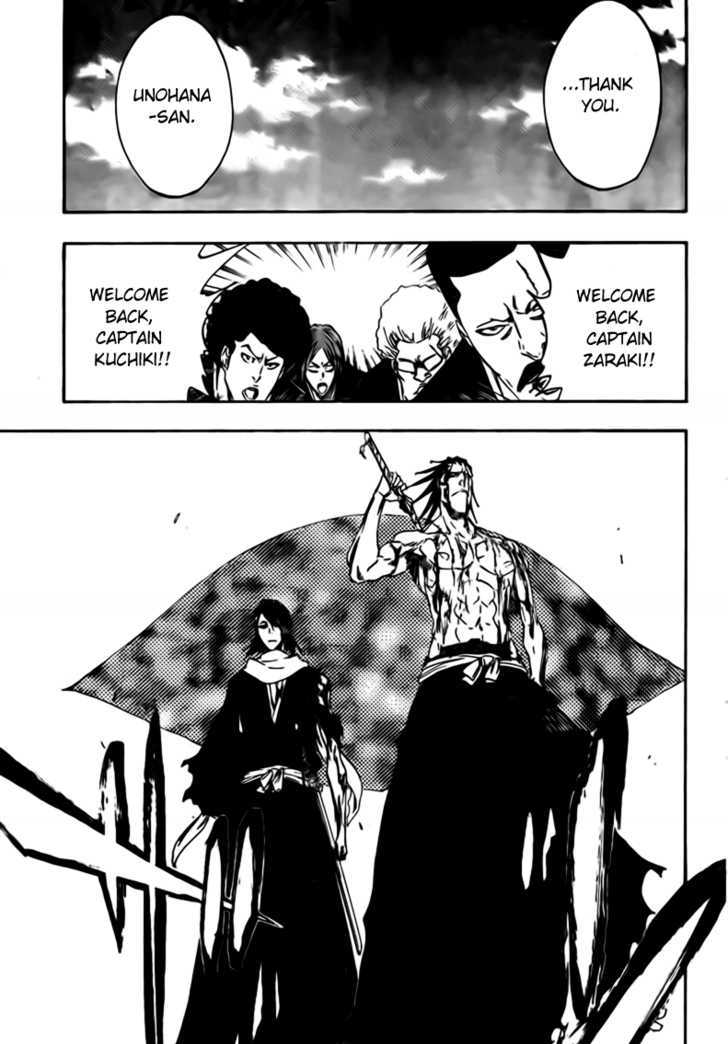 ...THANK
YOU.
UNOHANA
-SAN.
WELCOME
BACK,
CAPTAIN
ZARAKI!!
WELCOME
BACK,
CAPTAIN
KUCHIKI!!